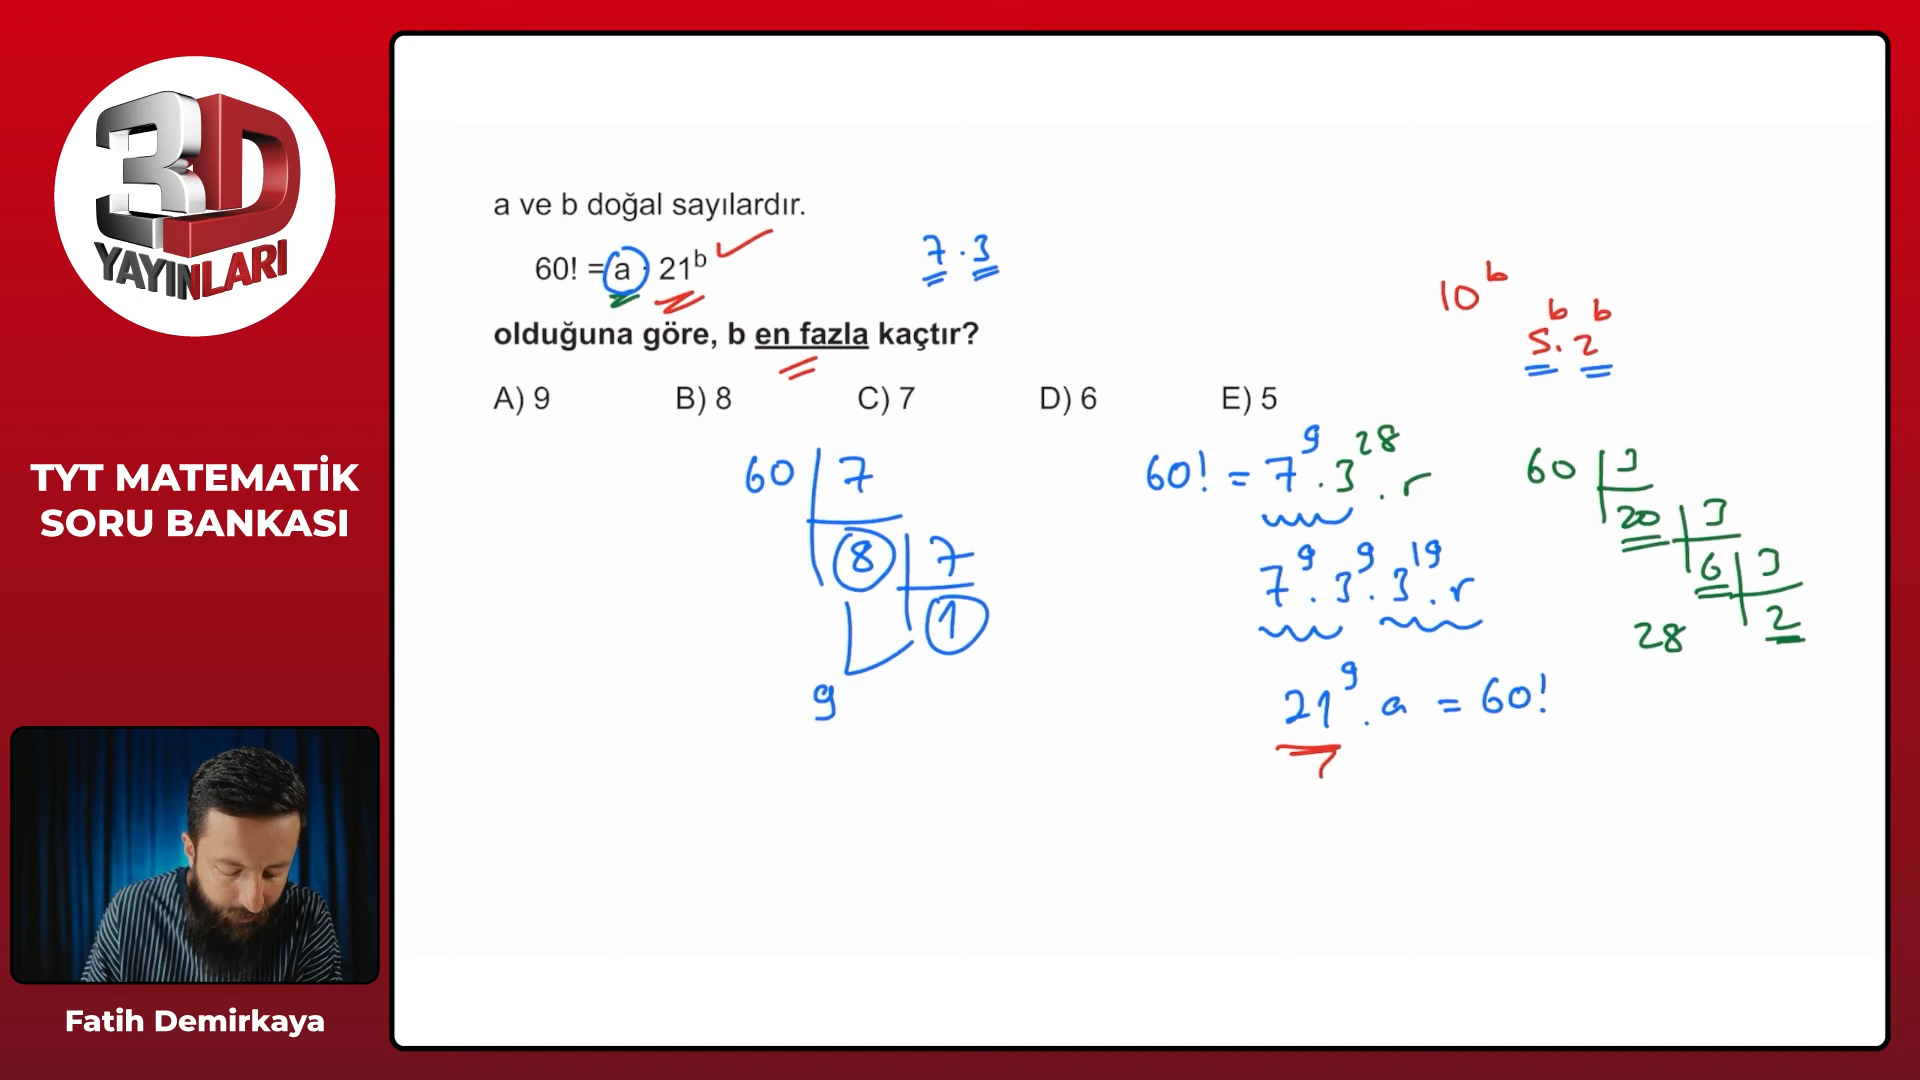 3D
YAYINLARI
TYT MATEMATİK
SORU BANKASI
Fatih Demirkaya
a ve b doğal sayılardır.
60! = a · 21^b
7 · 3
10^b
5^b . 2^b
olduğuna göre, b en fazla kaçtır?
A) 9 B) 8 C) 7 D) 6 E) 5
60 | 7
8 | 7
1
9
60! = 7^9 . 3^28 . r
7^9 . 3^9 . 3^19 . r
21^9 . a = 60!
60 | 3
20 | 3
6 | 3
2
28